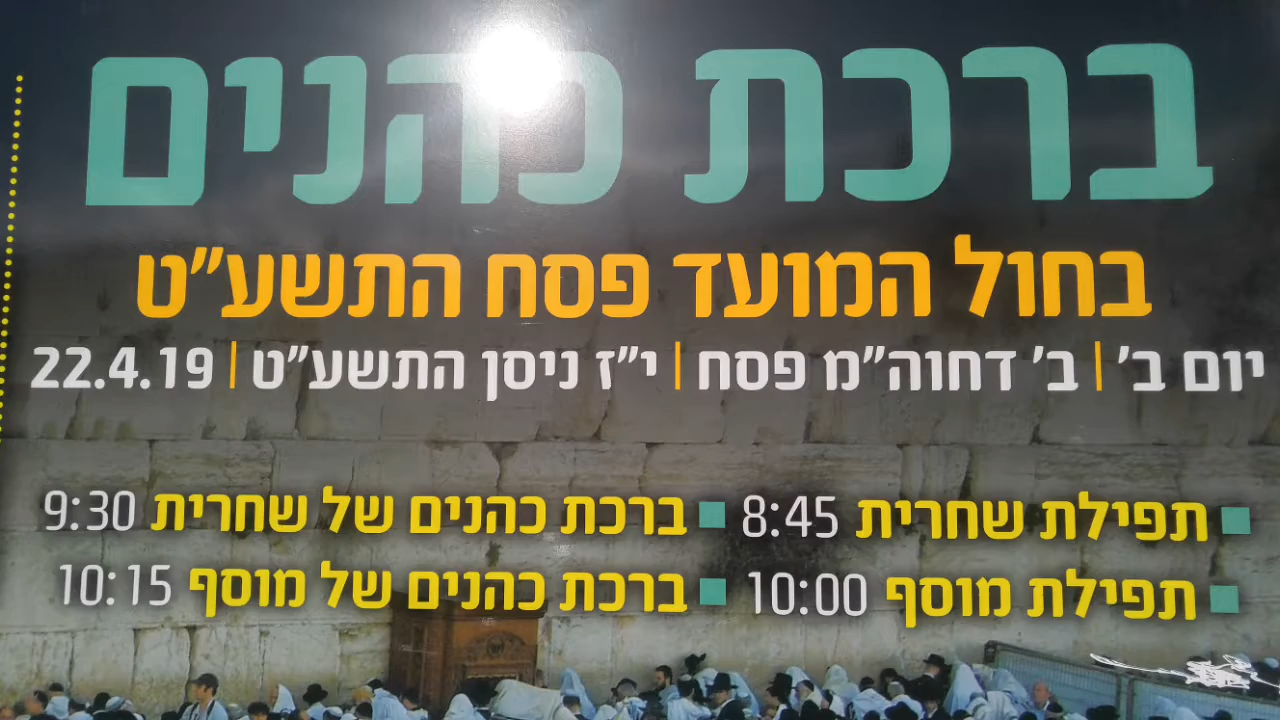 ברכת כהנים
בחול המועד פסח התשע"ט
יום ב' | ב' דחוה"מ פסח | י"ז ניסן התשע"ט | 22.4.19
תפילת שחרית 8:45 ■ ברכת כהנים של שחרית 9:30
תפילת מוסף 10:00 ■ ברכת כהנים של מוסף 10:15